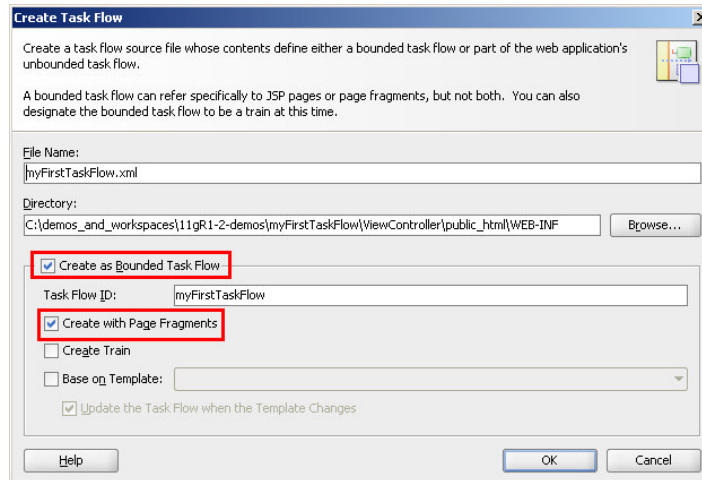 Create Task Flow
Create a task flow source file whose contents define either a bounded task flow or part of the web application's
unbounded task flow.
A bounded task flow can refer specifically to JSP pages or page fragments, but not both. You can also
designate the bounded task flow to be a train at this time.
File Name:
myFirstTaskFlow.xml
Directory:
C:\demos_and_workspaces\11gR1-2-demos\myFirstTaskFlow\ViewController\public_html\WEB-INF
Browse...
Create as Bounded Task Flow
Task Flow ID:
myFirstTaskFlow
Create with Page Fragments
Create Train
Base on Template:
Update the Task Flow when the Template Changes
Help
OK
Cancel